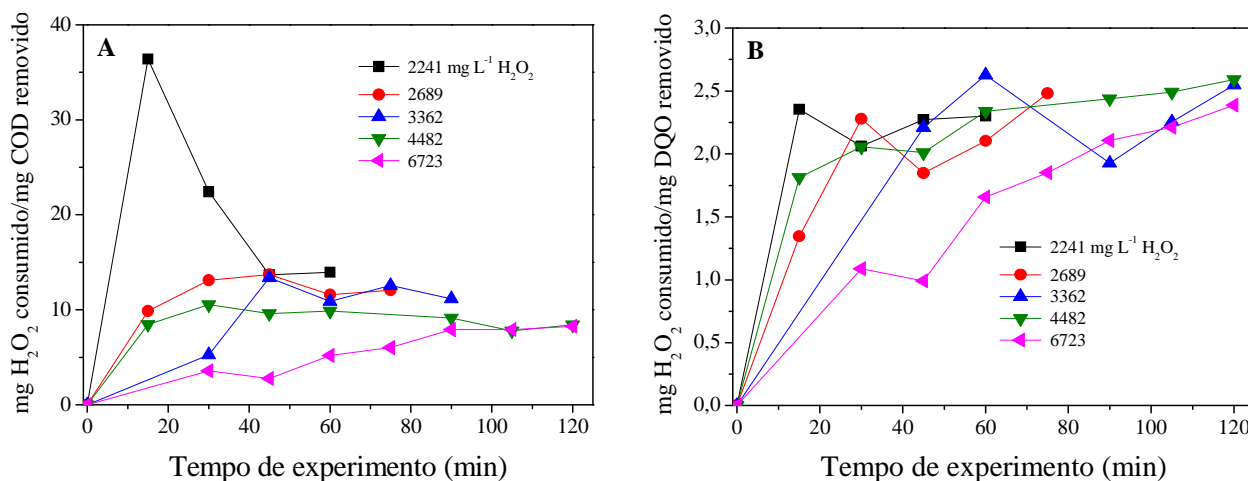 A
mg H₂O₂ consumido/mg COD removido
40
30
20
10
0
2241 mg L⁻¹ H₂O₂
2689
3362
4482
6723
0 20 40 60 80 100 120
Tempo de experimento (min)
B
mg H₂O₂ consumido/mg DQO removido
3,0
2,5
2,0
1,5
1,0
0,5
0,0
2241 mg L⁻¹ H₂O₂
2689
3362
4482
6723
0 20 40 60 80 100 120
Tempo de experimento (min)